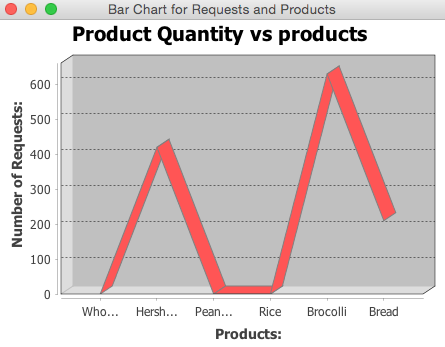 Bar Chart for Requests and Products
Product Quantity vs products
Number of Requests:
600
500
400
300
200
100
0
Who...
Hersh...
Pean...
Rice
Brocolli
Bread
Products: